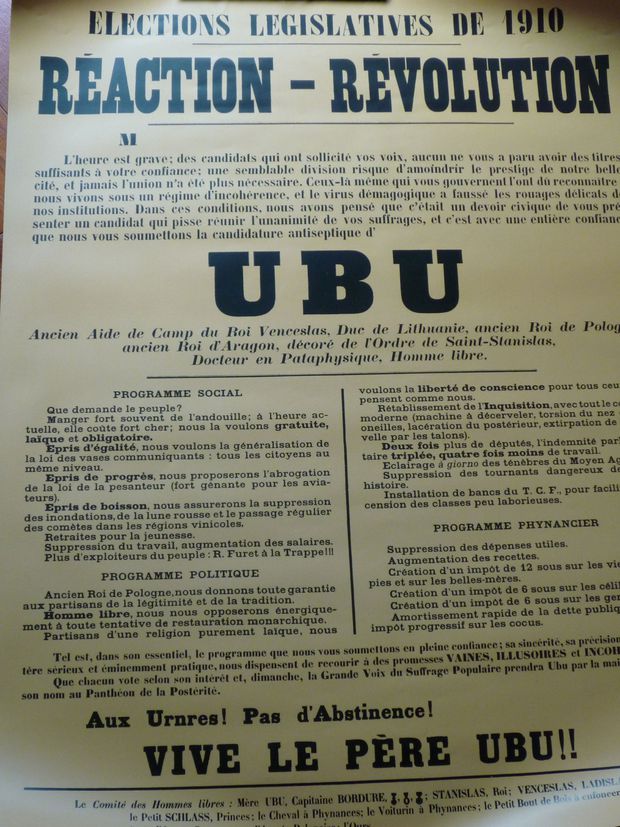 ELECTIONS LEGISLATIVES DE 1910
RÉACTION - RÉVOLUTION
M
L'heure est grave; des candidats qui ont sollicité vos voix, aucun ne vous a paru avoir des titres
suffisants à votre confiance; une semblable division risque d'amoindrir le prestige de notre belle
cité, et jamais l'union n'a été plus nécessaire. Ceux-là même qui vous gouvernent l'ont dû reconnaitre
nous vivons sous un régime d'incohérence, et le virus démagogique a faussé les rouages délicats de
nos institutions. Dans ces conditions, nous avons pensé que c'était un devoir civique de vous pré
senter un candidat qui pisse réunir l'unanimité de vos suffrages, et c'est avec une entière confiance
que nous vous soumettons la candidature antiseptique d'
UBU
Ancien Aide de Camp du Roi Venceslas, Duc de Lithuanie, ancien Roi de Polog
ancien Roi d'Aragon, décoré de l'Ordre de Saint-Stanislas,
Docteur en Pataphysique, Homme libre.
PROGRAMME SOCIAL
Que demande le peuple?
Manger fort souvent de l'andouille; à l'heure ac-
tuelle, elle coûte fort cher; nous la voulons gratuite,
laïque et obligatoire.
Epris d'égalité, nous voulons la généralisation de
la loi des vases communiquants : tous les citoyens au
même niveau.
Epris de progrès, nous proposerons l'abrogation
de la loi de la pesanteur (fort gênante pour les avia-
teurs).
Epris de boisson, nous assurerons la suppression
des inondations, de la lune rousse et le passage régulier
des comètes dans les régions vinicoles.
Retraites pour la jeunesse.
Suppression du travail, augmentation des salaires.
Plus d'exploiteurs du peuple : R. Furet à la Trappe!!!
PROGRAMME POLITIQUE
Ancien Roi de Pologne, nous donnons toute garantie
aux partisans de la légitimité et de la tradition.
Homme libre, nous nous opposerons énergique-
ment à toute tentative de restauration monarchique.
Partisans d'une religion purement laïque, nous
voulons la liberté de conscience pour tous ceu
pensent comme nous.
Rétablissement de l'Inquisition, avec tout le co
moderne (machine à décerveler, torsion du nez
oneilles, lacération du postérieur, extirpation de
velle par les talons).
Deux fois plus de députés, l'indemnité parl
taire triplée, quatre fois moins de travail.
Eclairage à giorno des ténèbres du Moyen Ag
Suppression des tournants dangereux de
histoire.
Installation de bancs du T. C. F., pour facili
cension des classes peu laborieuses.
PROGRAMME PHYNANCIER
Suppression des dépenses utiles.
Augmentation des recettes.
Création d'un impôt de 12 sous sur les vie
pies et sur les belles-mères.
Création d'un impôt de 6 sous sur les céli
Création d'un impôt de 6 sous sur les gen
Amortissement rapide de la dette publiq
impôt progressif sur les cocus.
Tel est, dans son essentiel, le programme que nous vous soumettons en pleine confiance; sa sincérité, sa précision
tère sérieux et éminemment pratique, nous dispensent de recourir à des promesses VAINES, ILLUSOIRES et INCOH
Que chacun vote selon son intérêt et, dimanche, la Grande Voix du Suffrage Populaire prendra Ubu par la mai
son nom au Panthéon de la Postérité.
Aux Urnres! Pas d'Abstinence!
VIVE LE PÈRE UBU!!
Le Comité des Hommes libres : Mère UBU, Capitaine BORDURE, STANISLAS, Roi; VENCESLAS, LADISLA
le Petit SCHLASS, Princes; le Cheval à Phynances; le Voiturin à Phynances; le Petit Bout de Bois à enfoncer
l'Ours